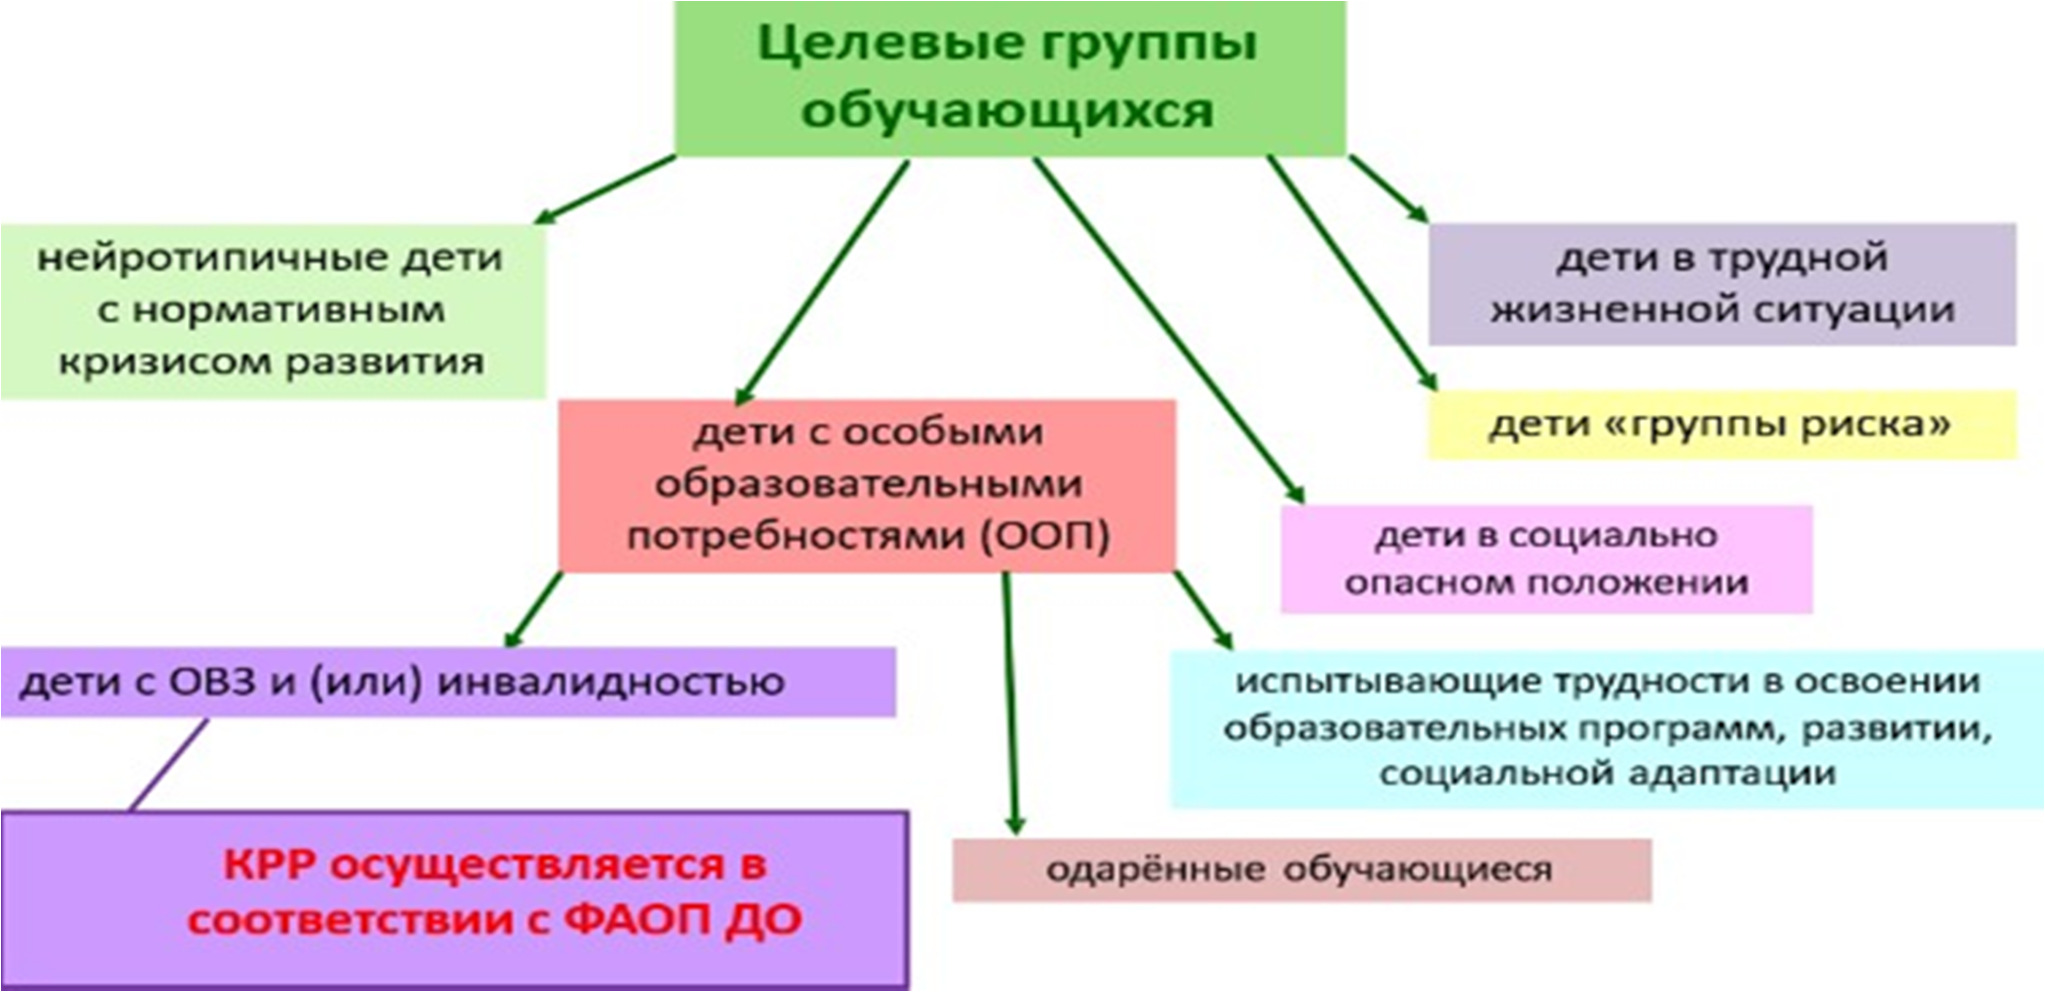 Целевые группы
обучающихся
нейротипичные дети
с нормативным
кризисом развития
дети в трудной
жизненной ситуации
дети «группы риска»
дети с особыми
образовательными
потребностями (ООП)
дети в социально
опасном положении
дети с ОВЗ и (или) инвалидностью
испытывающие трудности в освоении
образовательных программ, развитии,
социальной адаптации
КРР осуществляется в
соответствии с ФАОП ДО
одарённые обучающиеся